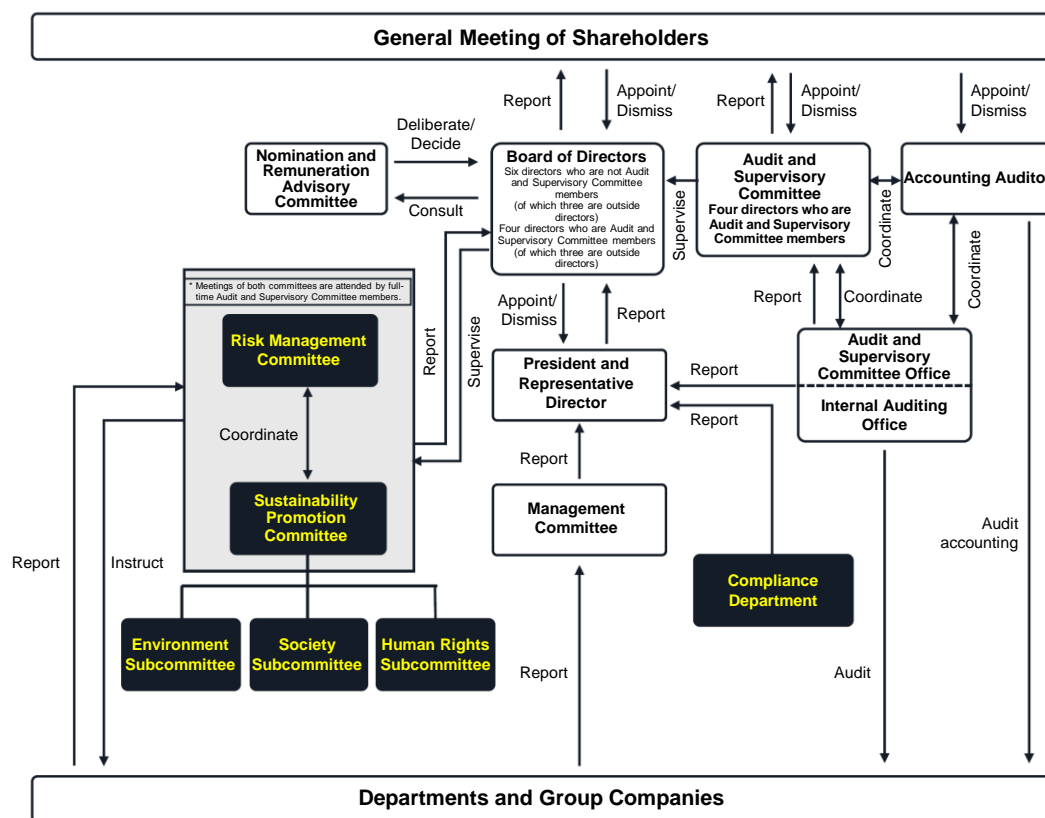 General Meeting of Shareholders
Report
Appoint/
Dismiss
Report
Appoint/
Dismiss
Appoint/
Dismiss
Deliberate/
Decide
Nomination and
Remuneration
Advisory
Committee
Consult
Board of Directors
Six directors who are not Audit
and Supervisory Committee
members
(of which three are outside
directors)
Four directors who are Audit and
Supervisory Committee members
(of which three are outside
directors)
Supervise
Audit and
Supervisory
Committee
Four directors who are
Audit and Supervisory
Committee members
Coordinate
Accounting Auditor
* Meetings of both committees are attended by full-
time Audit and Supervisory Committee members.
Risk Management
Committee
Coordinate
Sustainability
Promotion
Committee
Report
Supervise
Appoint/
Dismiss
Report
Report
Coordinate
Coordinate
President and
Representative
Director
Report
Report
Audit and
Supervisory
Committee Office
Internal Auditing
Office
Report
Management
Committee
Compliance
Department
Report
Instruct
Environment
Subcommittee
Society
Subcommittee
Human Rights
Subcommittee
Report
Audit
Audit
accounting
Departments and Group Companies